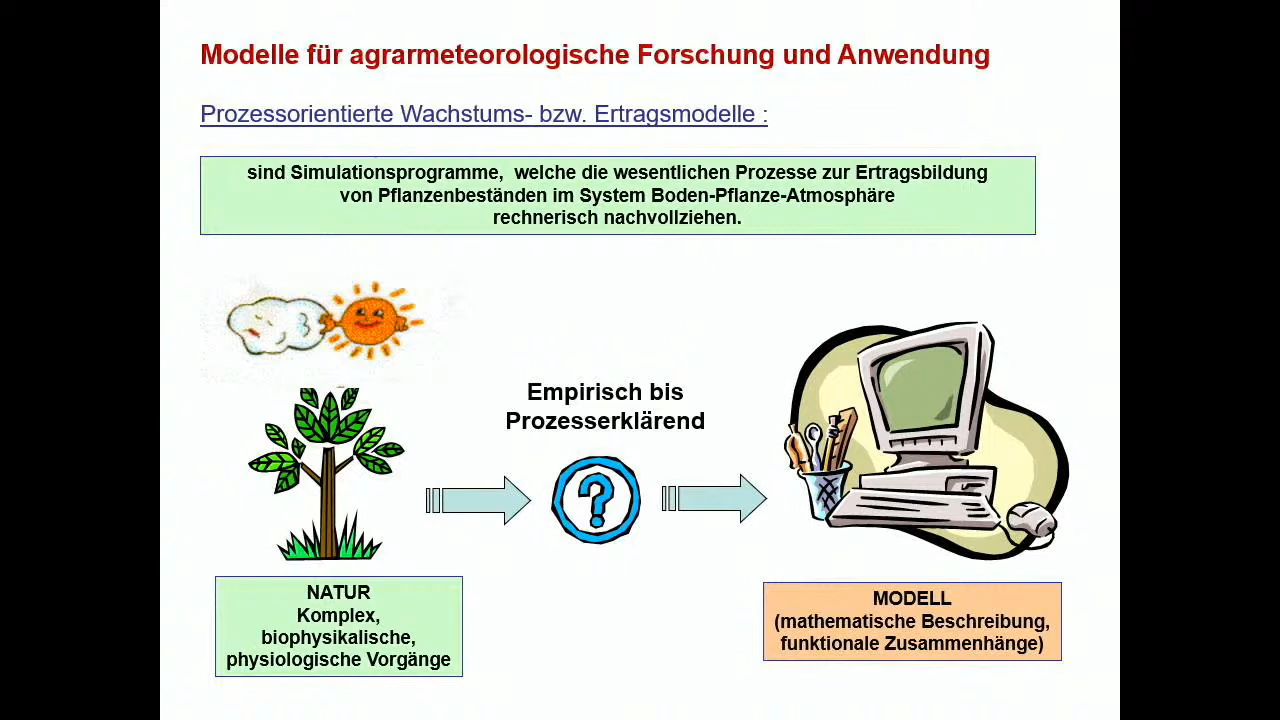 Modelle für agrarmeteorologische Forschung und Anwendung
Prozessorientierte Wachstums- bzw. Ertragsmodelle :
sind Simulationsprogramme, welche die wesentlichen Prozesse zur Ertragsbildung
von Pflanzenbeständen im System Boden-Pflanze-Atmosphäre
rechnerisch nachvollziehen.
Empirisch bis
Prozesserklärend
?
NATUR
Komplex,
biophysikalische,
physiologische Vorgänge
MODELL
(mathematische Beschreibung,
funktionale Zusammenhänge)